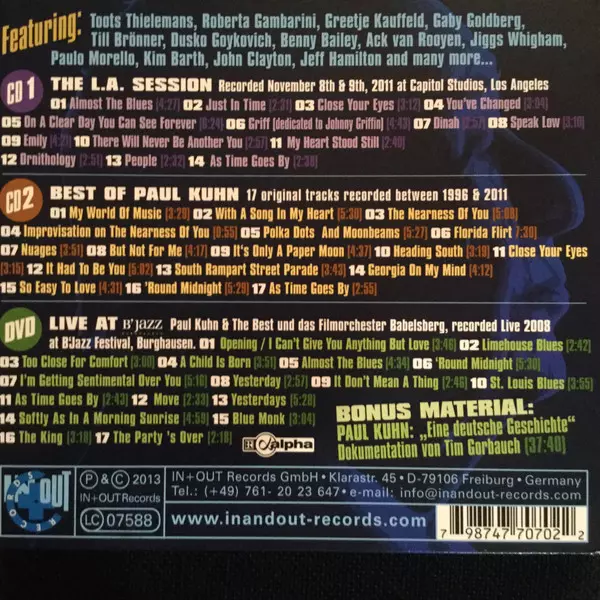 Featuring: Toots Thielemans, Roberta Gambarini, Greetje Kauffeld, Gaby Goldberg,
Till Brönner, Dusko Goykovich, Benny Bailey, Ack van Rooyen, Jiggs Whigham,
Paulo Morello, Kim Barth, John Clayton, Jeff Hamilton and many more...
CD 1 THE L.A. SESSION Recorded November 8th & 9th, 2011 at Capitol Studios, Los Angeles
01 Almost The Blues [4:27] 02 Just In Time [2:31] 03 Close Your Eyes [3:12] 04 You've Changed [3:04]
05 On A Clear Day You Can See Forever [6:24] 06 Griff [dedicated to Johnny Griffin] [4:43] 07 Dinah [2:57] 08 Speak Low [3:16]
09 Emily [4:21] 10 There Will Never Be Another You [2:57] 11 My Heart Stood Still [2:40]
12 Ornithology [2:51] 13 People [2:32] 14 As Time Goes By [2:38]
CD2 BEST OF PAUL KUHN 17 original tracks recorded between 1996 & 2011
01 My World Of Music [3:29] 02 With A Song In My Heart [5:30] 03 The Nearness Of You [5:08]
04 Improvisation on The Nearness Of You [0:55] 05 Polka Dots And Moonbeams [5:27] 06 Florida Flirt [7:30]
07 Nuages [3:51] 08 But Not For Me [4:17] 09 It's Only A Paper Moon [4:37] 10 Heading South [3:19] 11 Close Your Eyes
[3:15] 12 It Had To Be You [5:02] 13 South Rampart Street Parade [3:43] 14 Georgia On My Mind [4:12]
15 So Easy To Love [4:31] 16 'Round Midnight [5:29] 17 As Time Goes By [2:55]
DVD LIVE AT B'JAZZ Paul Kuhn & The Best und das Filmorchester Babelsberg, recorded Live 2008
at B'Jazz Festival, Burghausen. 01 Opening / I Can't Give You Anything But Love [3:46] 02 Limehouse Blues [2:42]
03 Too Close For Comfort [3:00] 04 A Child Is Born [3:51] 05 Almost The Blues [4:34] 06 'Round Midnight [5:30]
07 I'm Getting Sentimental Over You [5:16] 08 Yesterday [2:57] 09 It Don't Mean A Thing [3:46] 10 St. Louis Blues [3:55]
11 As Time Goes By [2:43] 12 Move [2:33] 13 Yesterdays [2:58]
14 Softly As In A Morning Sunrise [4:59] 15 Blue Monk [3:04]
16 The King [3:18] 17 The Party 's Over [2:18] BR alpha
BONUS MATERIAL:
PAUL KUHN: „Eine deutsche Geschichte“
Dokumentation von Tim Gorbauch [37:40]
IN OUT RECORDS
P & C 2013
IN+OUT Records
LC 07588
IN+OUT Records GmbH • Klarastr. 45 • D-79106 Freiburg • Germany
Tel.: (+49) 761- 20 23 647 • e-mail: info@inandout-records.com
www.inandout-records.com
7 98747 70702 2